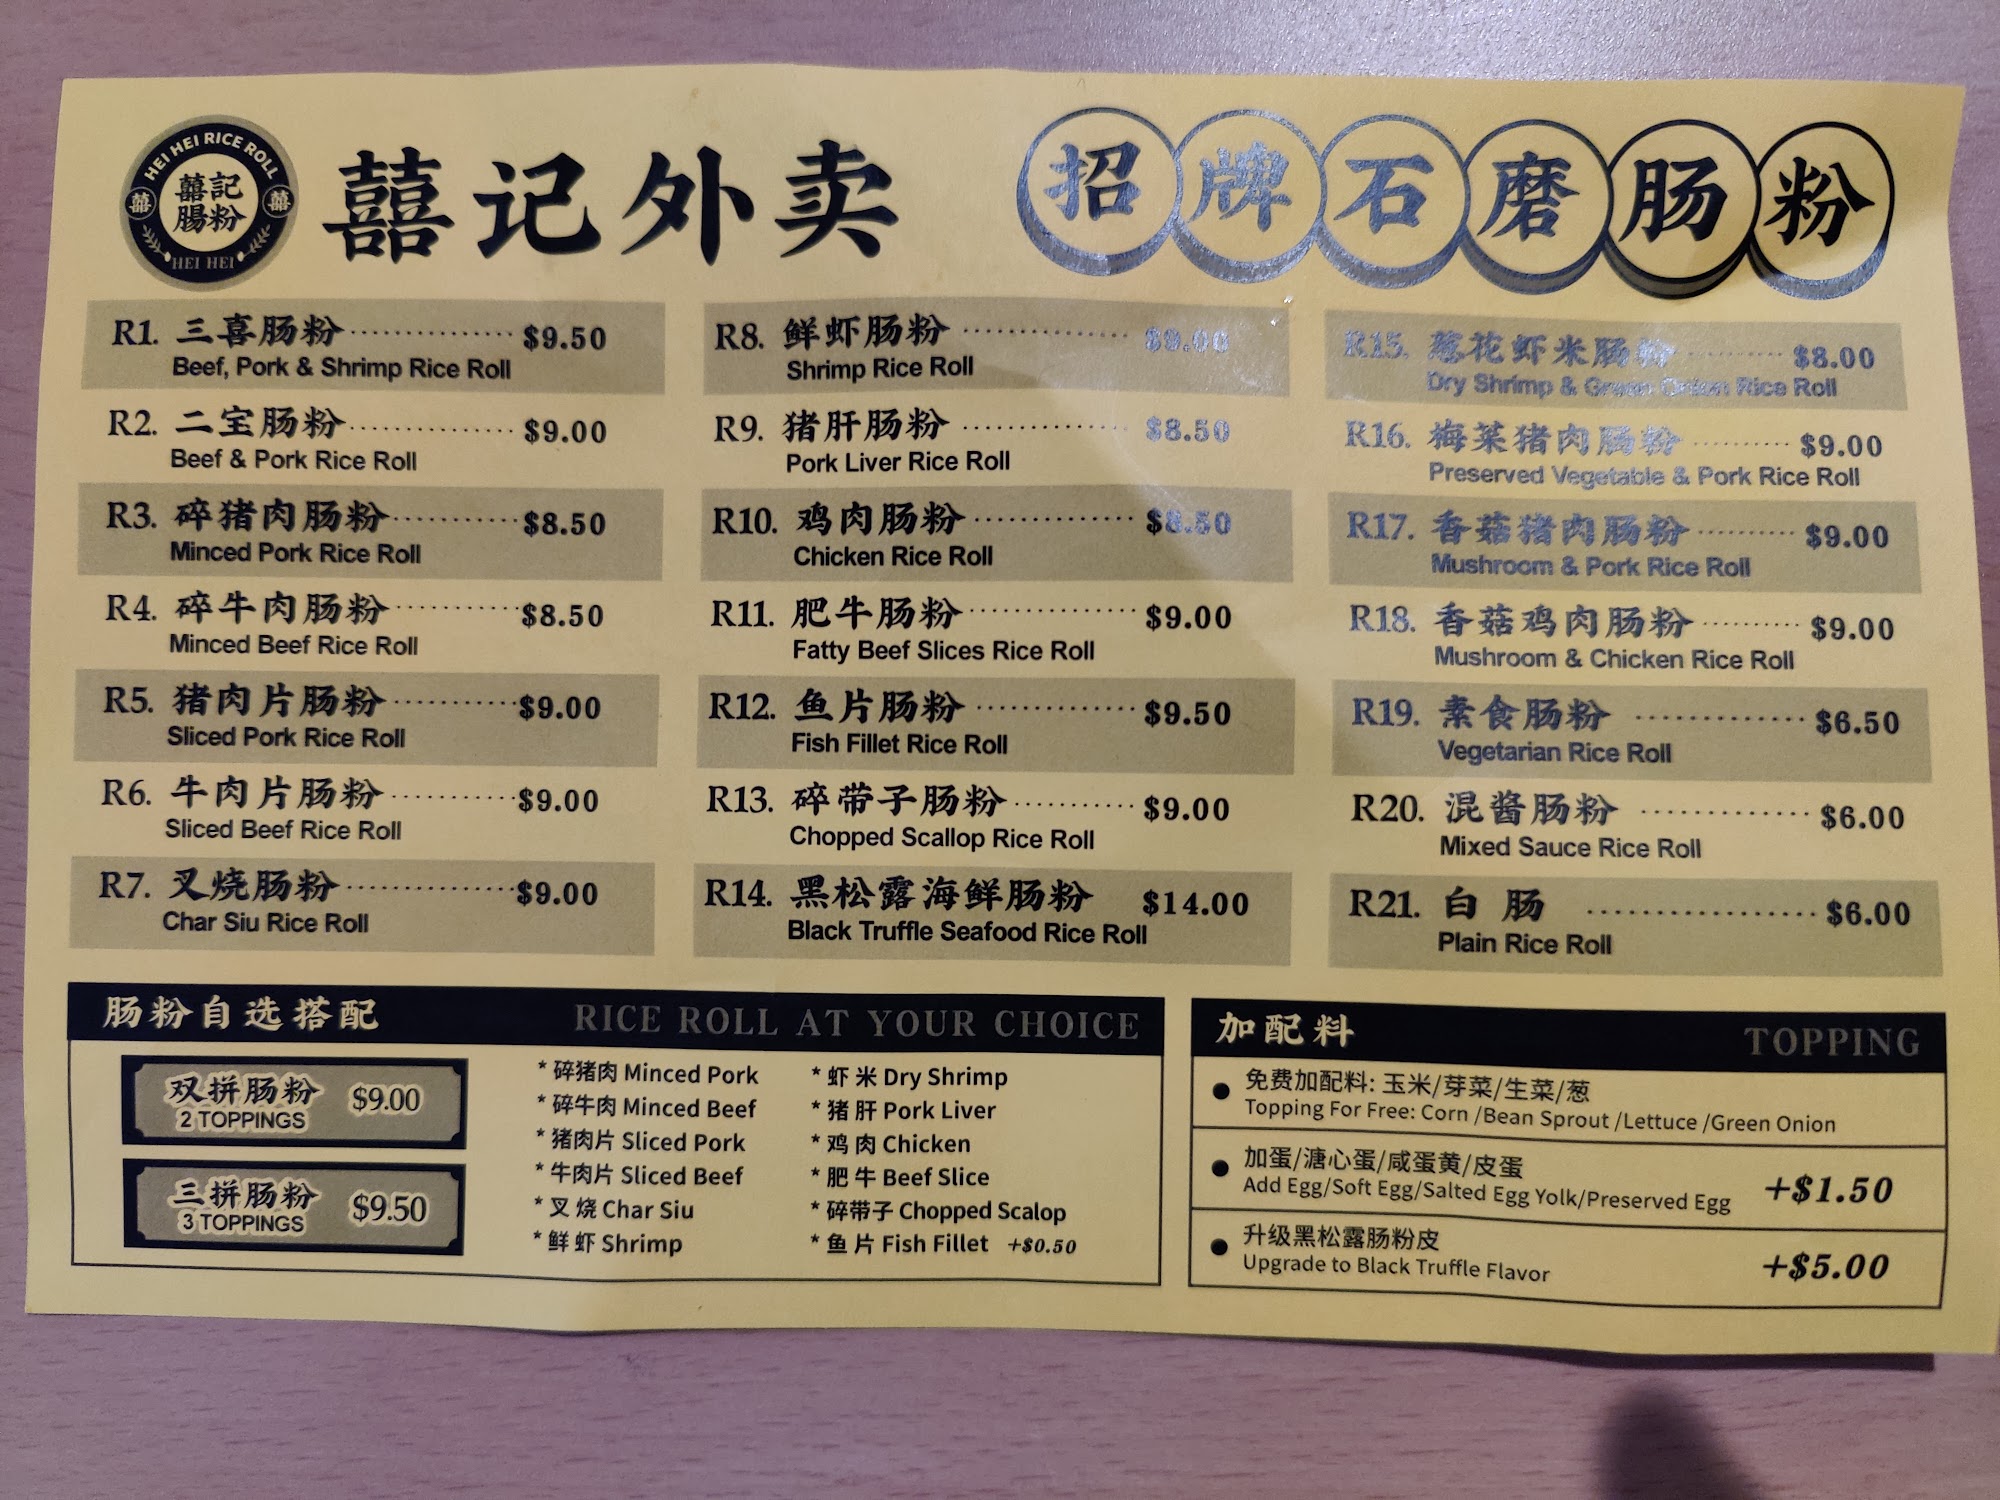 HEI HEI RICE ROLL
囍 囍
囍記
腸粉
HEI HEI
囍记外卖
招牌石磨肠粉
R1. 三喜肠粉 $9.50
Beef, Pork & Shrimp Rice Roll
R2. 二宝肠粉 $9.00
Beef & Pork Rice Roll
R3. 碎猪肉肠粉 $8.50
Minced Pork Rice Roll
R4. 碎牛肉肠粉 $8.50
Minced Beef Rice Roll
R5. 猪肉片肠粉 $9.00
Sliced Pork Rice Roll
R6. 牛肉片肠粉 $9.00
Sliced Beef Rice Roll
R7. 叉烧肠粉 $9.00
Char Siu Rice Roll
R8. 鲜虾肠粉 $9.00
Shrimp Rice Roll
R9. 猪肝肠粉 $8.50
Pork Liver Rice Roll
R10. 鸡肉肠粉 $8.50
Chicken Rice Roll
R11. 肥牛肠粉 $9.00
Fatty Beef Slices Rice Roll
R12. 鱼片肠粉 $9.50
Fish Fillet Rice Roll
R13. 碎带子肠粉 $9.00
Chopped Scallop Rice Roll
R14. 黑松露海鲜肠粉 $14.00
Black Truffle Seafood Rice Roll
R15. 葱花虾米肠粉 $8.00
Dry Shrimp & Green Onion Rice Roll
R16. 梅菜猪肉肠粉 $9.00
Preserved Vegetable & Pork Rice Roll
R17. 香菇猪肉肠粉 $9.00
Mushroom & Pork Rice Roll
R18. 香菇鸡肉肠粉 $9.00
Mushroom & Chicken Rice Roll
R19. 素食肠粉 $6.50
Vegetarian Rice Roll
R20. 混酱肠粉 $6.00
Mixed Sauce Rice Roll
R21. 白肠 $6.00
Plain Rice Roll
肠粉自选搭配 RICE ROLL AT YOUR CHOICE
双拼肠粉 $9.00
2 TOPPINGS
三拼肠粉 $9.50
3 TOPPINGS
* 碎猪肉 Minced Pork
* 碎牛肉 Minced Beef
* 猪肉片 Sliced Pork
* 牛肉片 Sliced Beef
* 叉烧 Char Siu
* 鲜虾 Shrimp
* 虾米 Dry Shrimp
* 猪肝 Pork Liver
* 鸡肉 Chicken
* 肥牛 Beef Slice
* 碎带子 Chopped Scalop
* 鱼片 Fish Fillet +$0.50
加配料 TOPPING
● 免费加配料: 玉米/芽菜/生菜/葱
Topping For Free: Corn /Bean Sprout /Lettuce /Green Onion
● 加蛋/溏心蛋/咸蛋黄/皮蛋
Add Egg/Soft Egg/Salted Egg Yolk/Preserved Egg +$1.50
● 升级黑松露肠粉皮
Upgrade to Black Truffle Flavor +$5.00